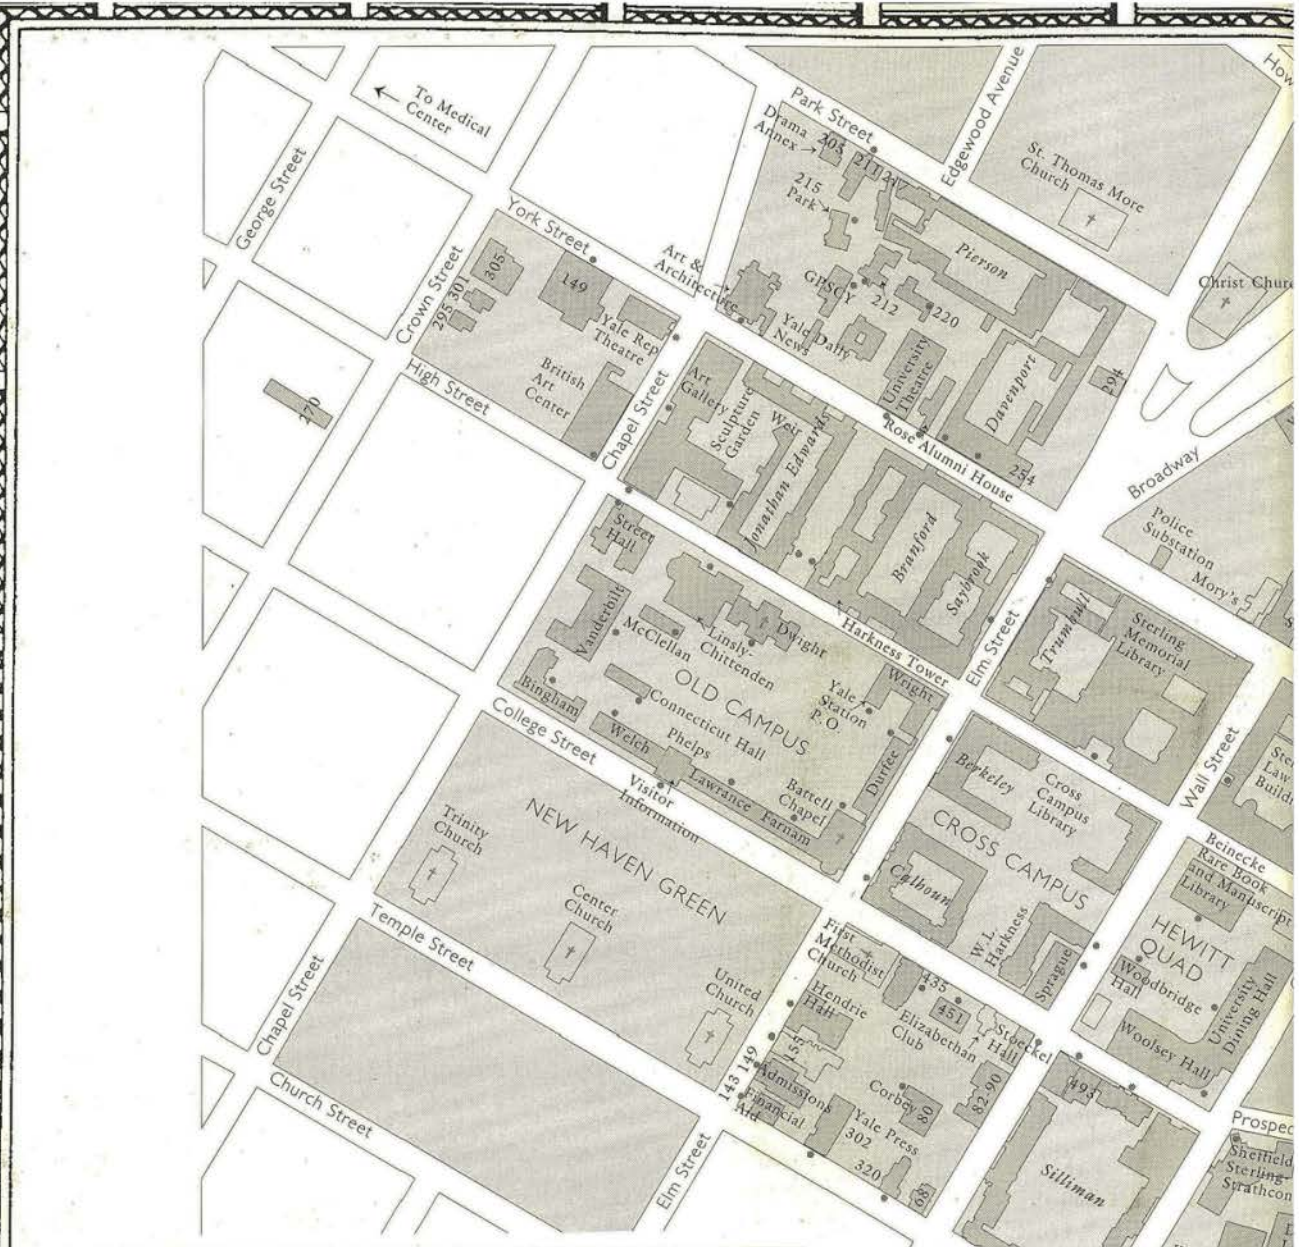 How
Park Street
Edgewood Avenue
To Medical
Center
Drama
Annex
205
211
217
St. Thomas More
Church
George Street
215
Park
York Street
Art &
Architecture
Pierson
Christ Churc
Crown Street
305
301
295
149
GPSCY
212
220
Yale Rep
Theatre
Yale Daily
News
University
Theatre
Davenport
294
British
Art
Center
High Street
270
Chapel Street
Art
Gallery
Sculpture
Garden
Weir
Jonathan Edwards
Rose Alumni House
254
Broadway
Police
Substation
Mory's
Street
Hall
Branford
Saybrook
Vanderbilt
McClellan
Linsly-
Chittenden
Dwight
Harkness Tower
Elm Street
Trumbull
Sterling
Memorial
Library
Bingham
OLD CAMPUS
Connecticut Hall
Yale
Station
P.O.
Wright
College Street
Welch
Phelps
Lawrance
Farnam
Battell
Chapel
Durfee
Visitor
Information
Berkeley
Cross
Campus
Library
Wall Street
Ste
Law
Buildi
Trinity
Church
NEW HAVEN GREEN
CROSS CAMPUS
Calhoun
Beinecke
Rare Book
and Manuscript
Library
Center
Church
Temple Street
W. L.
Harkness
Sprague
HEWITT
QUAD
Woodbridge
Hall
University
Dining Hall
First
Methodist
Church
435
451
Elizabethan
Club
Stoeckel
Hall
Woolsey Hall
United
Church
Hendrie
Hall
155
143 149
Admissions
Financial
Aid
Chapel Street
Church Street
Corbey
80
82-90
493
Yale Press
302
320
68
Elm Street
Silliman
Prospec
Sheffield
Sterling-
Strathcon